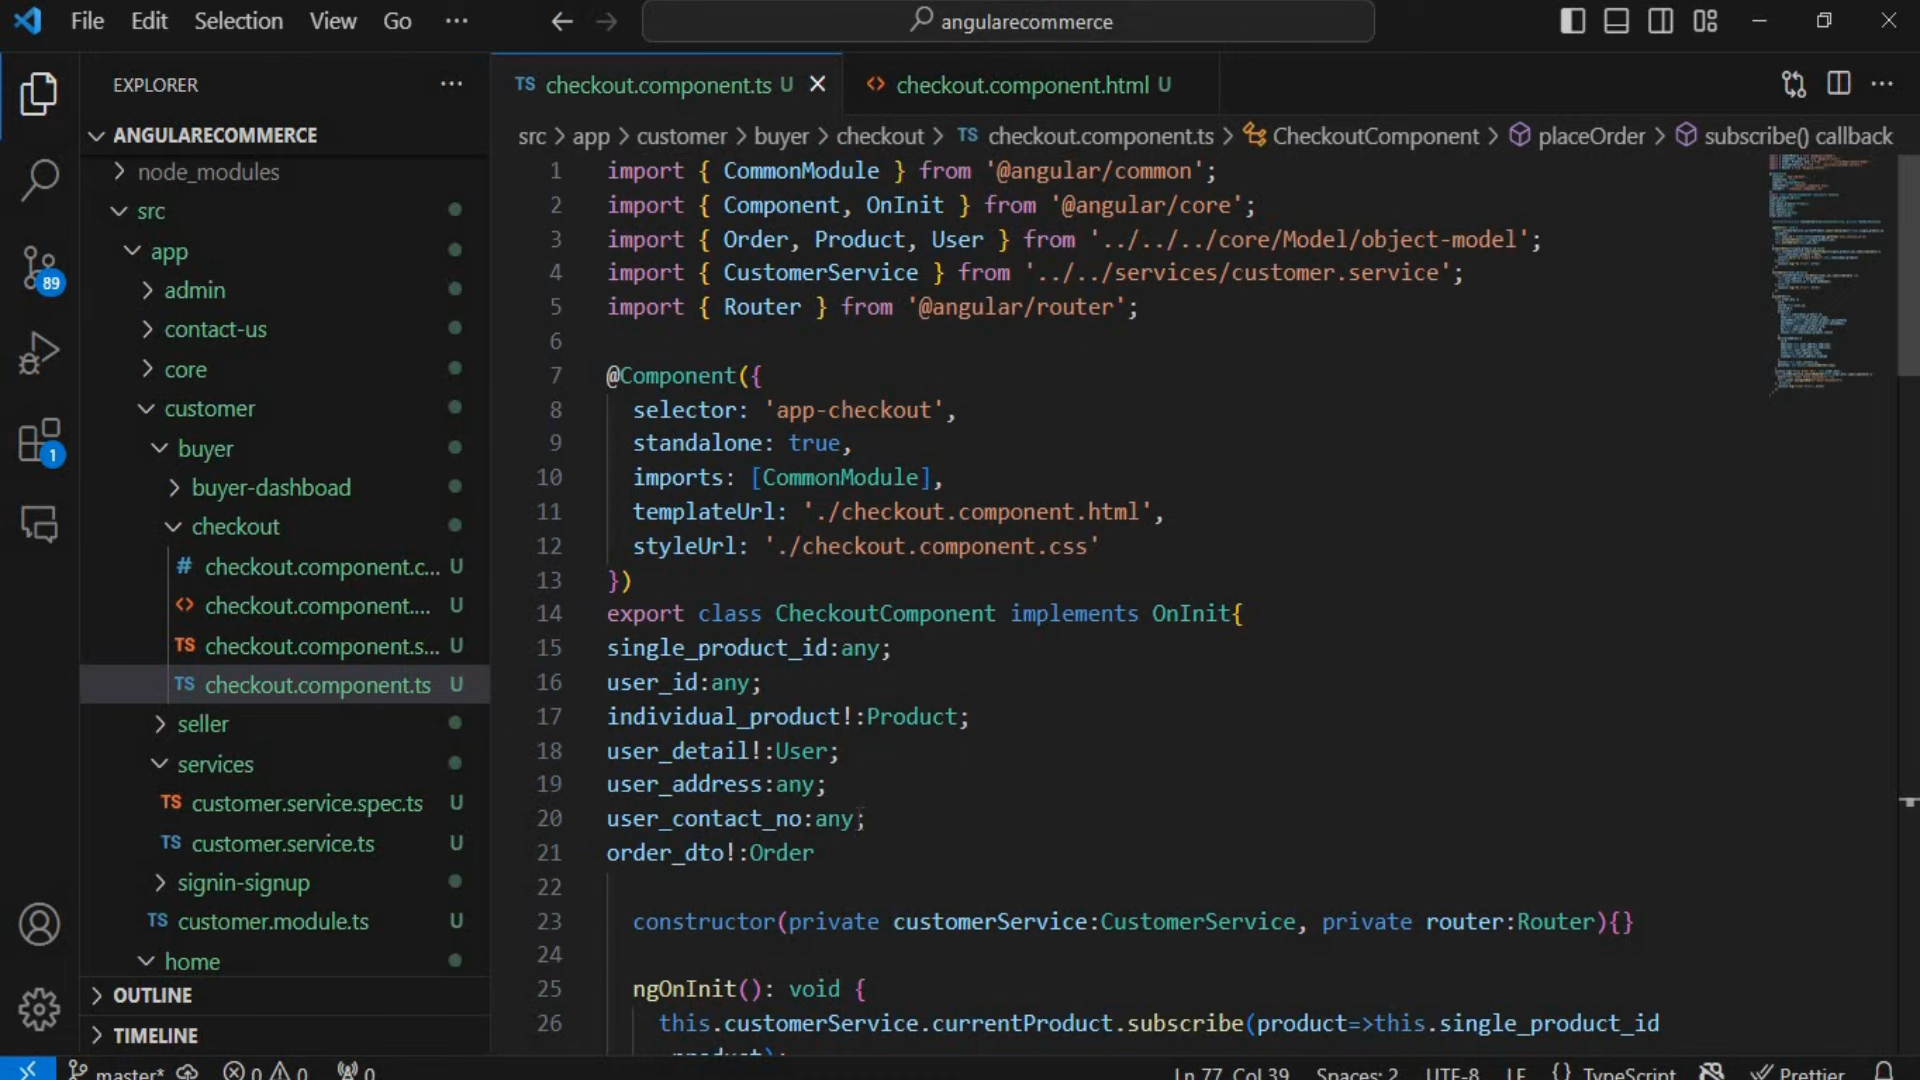 File Edit Selection View Go ··· angularecommerce
EXPLORER ···
ANGULARECOMMERCE
node_modules
src
app
admin
contact-us
core
customer
buyer
buyer-dashboad
checkout
checkout.component.c... U
checkout.component.... U
checkout.component.s... U
checkout.component.ts U
seller
services
customer.service.spec.ts U
customer.service.ts U
signin-signup
customer.module.ts U
home
OUTLINE
TIMELINE
89
1
TS checkout.component.ts U checkout.component.html U
src > app > customer > buyer > checkout > TS checkout.component.ts > CheckoutComponent > placeOrder > subscribe() callback
1 import { CommonModule } from '@angular/common';
2 import { Component, OnInit } from '@angular/core';
3 import { Order, Product, User } from '../../../core/Model/object-model';
4 import { CustomerService } from '../../services/customer.service';
5 import { Router } from '@angular/router';
6
7 @Component({
8 selector: 'app-checkout',
9 standalone: true,
10 imports: [CommonModule],
11 templateUrl: './checkout.component.html',
12 styleUrl: './checkout.component.css'
13 })
14 export class CheckoutComponent implements OnInit{
15 single_product_id:any;
16 user_id:any;
17 individual_product!:Product;
18 user_detail!:User;
19 user_address:any;
20 user_contact_no:any;
21 order_dto!:Order
22
23 constructor(private customerService:CustomerService, private router:Router){}
24
25 ngOnInit(): void {
26 this.customerService.currentProduct.subscribe(product=>this.single_product_id
master* 0 0 0 Ln 77, Col 39 Spaces: 2 UTF-8 LF {} TypeScript Prettier